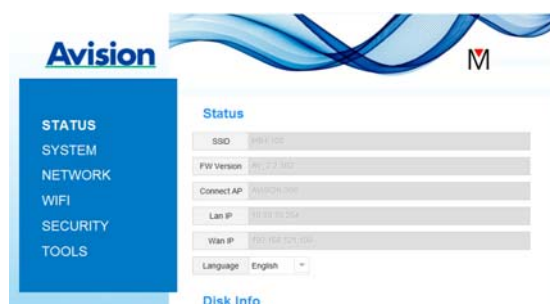 Avision
M
STATUS
SYSTEM
NETWORK
WIFI
SECURITY
TOOLS
Status
SSID
FW Version
Connect AP
Lan IP
Wan IP
Language English
Disk Info